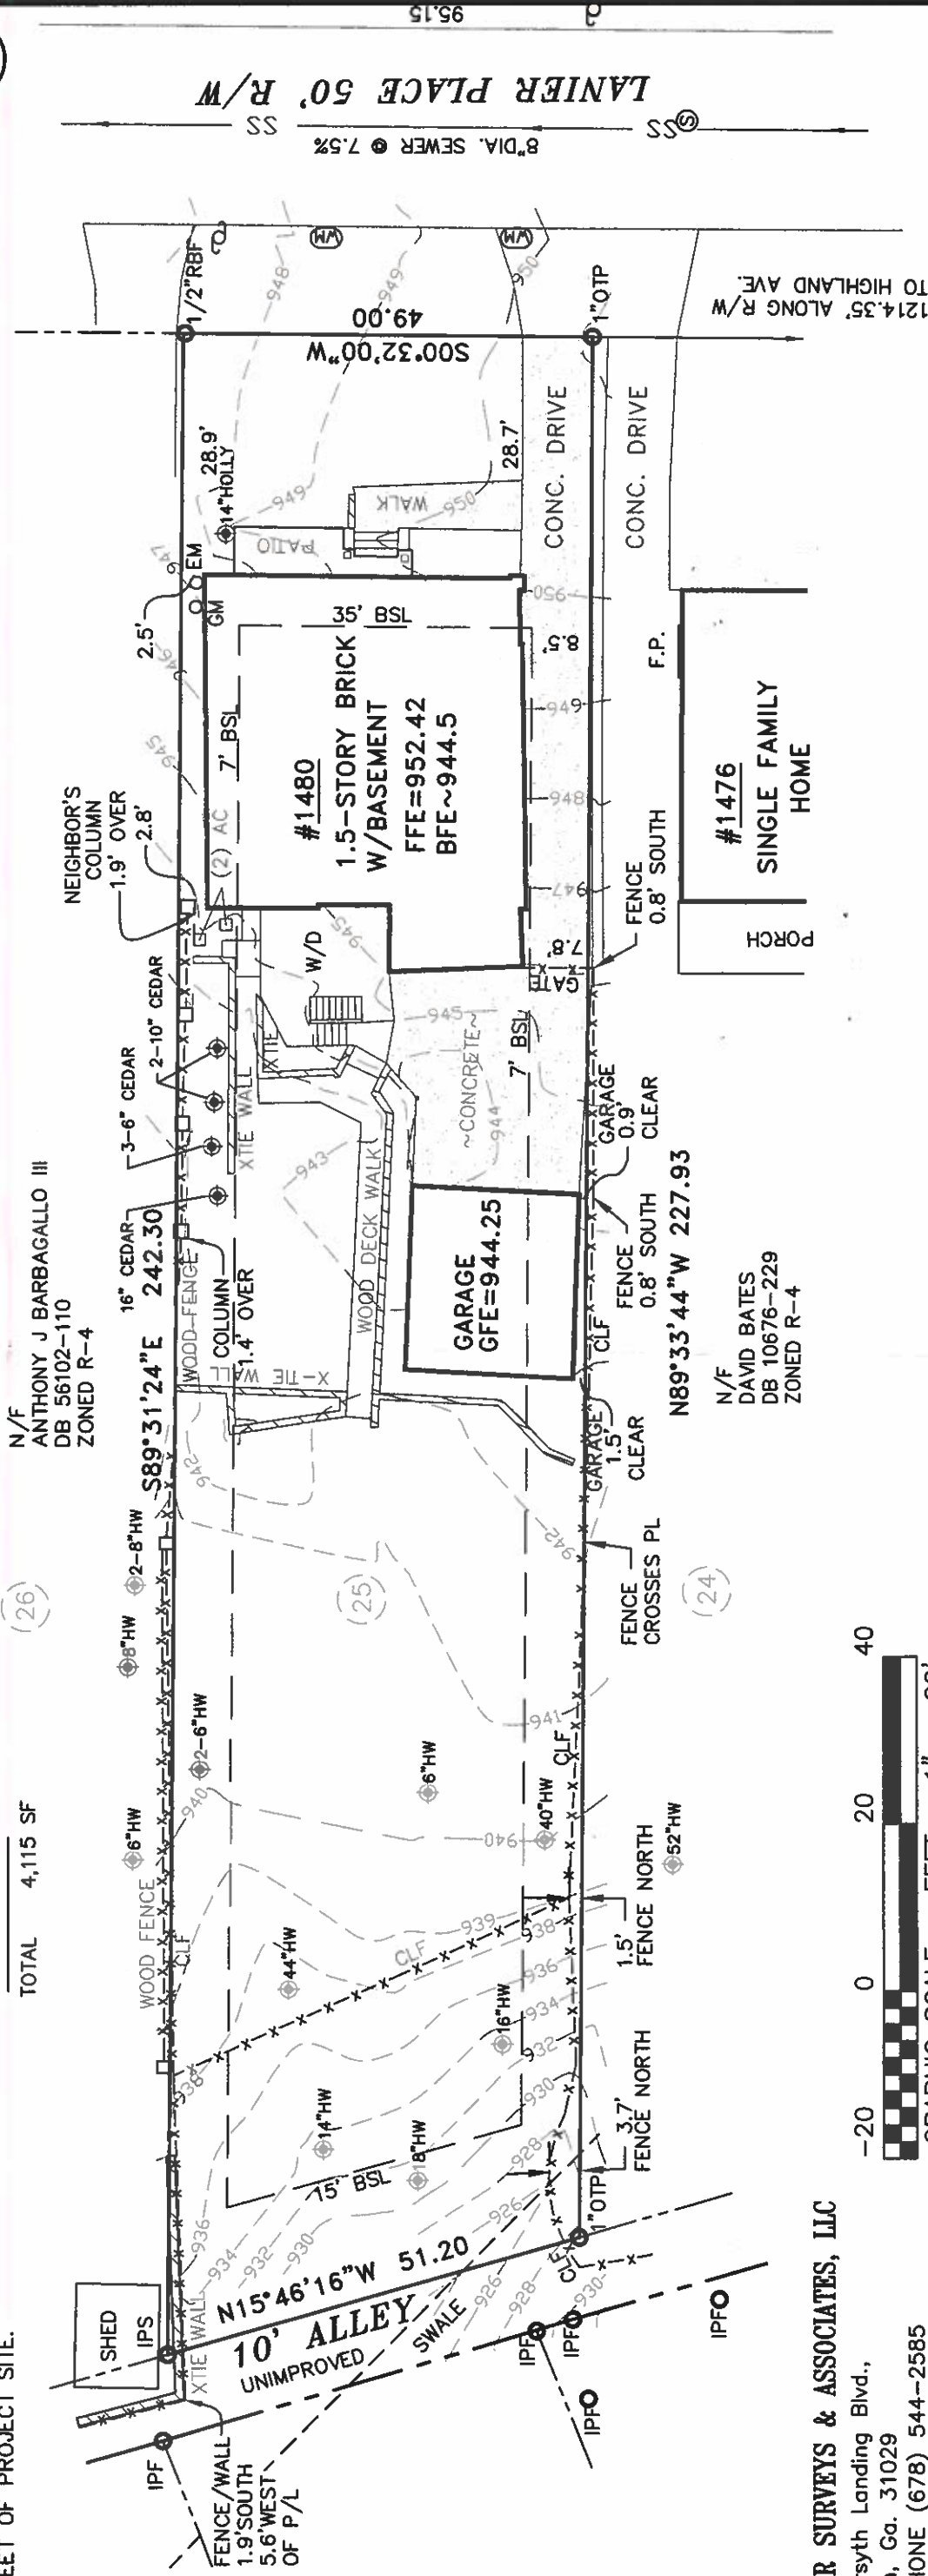 95.15
LANIER PLACE 50' R/W
SS
SS
S
8"DIA. SEWER @ 7.5%
1/2"RBF
WM
WM
948
949
950
49.00
S00°32'00"W
1"OTP
1214.35' ALONG R/W
TO HIGHLAND AVE.
28.9'
14"HOLLY
949
28.7'
CONC. DRIVE
CONC. DRIVE
WALK
950
PATIO
947
EM
GM
2.5'
946
945
35' BSL
7' BSL
#1480
1.5-STORY BRICK
W/BASEMENT
FFE=952.42
BFE~944.5
950
8.5'
949
948
947
F.P.
#1476
SINGLE FAMILY
HOME
PORCH
NEIGHBOR'S
COLUMN
1.9' OVER
2.8'
(2) AC
945
W/D
7.8'
GATE
FENCE
0.8' SOUTH
2-10" CEDAR
3-6" CEDAR
16" CEDAR
XTIE
XTIE WALL
945
~CONCRETE~
944
7' BSL
943
WOOD DECK WALK
GARAGE
0.9'
CLEAR
FENCE
0.8' SOUTH
N/F
ANTHONY J BARBAGALLO III
DB 56102-110
ZONED R-4
S89°31'24"E 242.30
WOOD FENCE
COLUMN
1.4' OVER
X-TIE WALL
GARAGE
GFE=944.25
CLF
N89°33'44"W 227.93
N/F
DAVID BATES
DB 10676-229
ZONED R-4
GARAGE
1.5'
CLEAR
942
942
FENCE
CROSSES PL
(26)
(25)
(24)
2-8"HW
8"HW
2-6"HW
6"HW
6"HW
941
CLF
40"HW
940
940
52"HW
TOTAL 4,115 SF
WOOD FENCE
CLF
44"HW
CLF
939
938
936
934
932
930
928
926
1.5'
FENCE NORTH
16"HW
938
14"HW
18"HW
15' BSL
3.7'
FENCE NORTH
936
934
932
930
1"OTP
CLF
N15°46'16"W 51.20
10' ALLEY
UNIMPROVED
SWALE
926
928
930
SHED
IPS
XTIE WALL
IPF
IPF
IPF
IPF
IPF
FENCE/WALL
1.9'SOUTH
5.6'WEST
OF P/L
EET OF PROJECT SITE.
-20 0 20 40
R SURVEYS & ASSOCIATES, LLC
syth Landing Blvd.,
, Ga. 31029
HONE (678) 544-2585